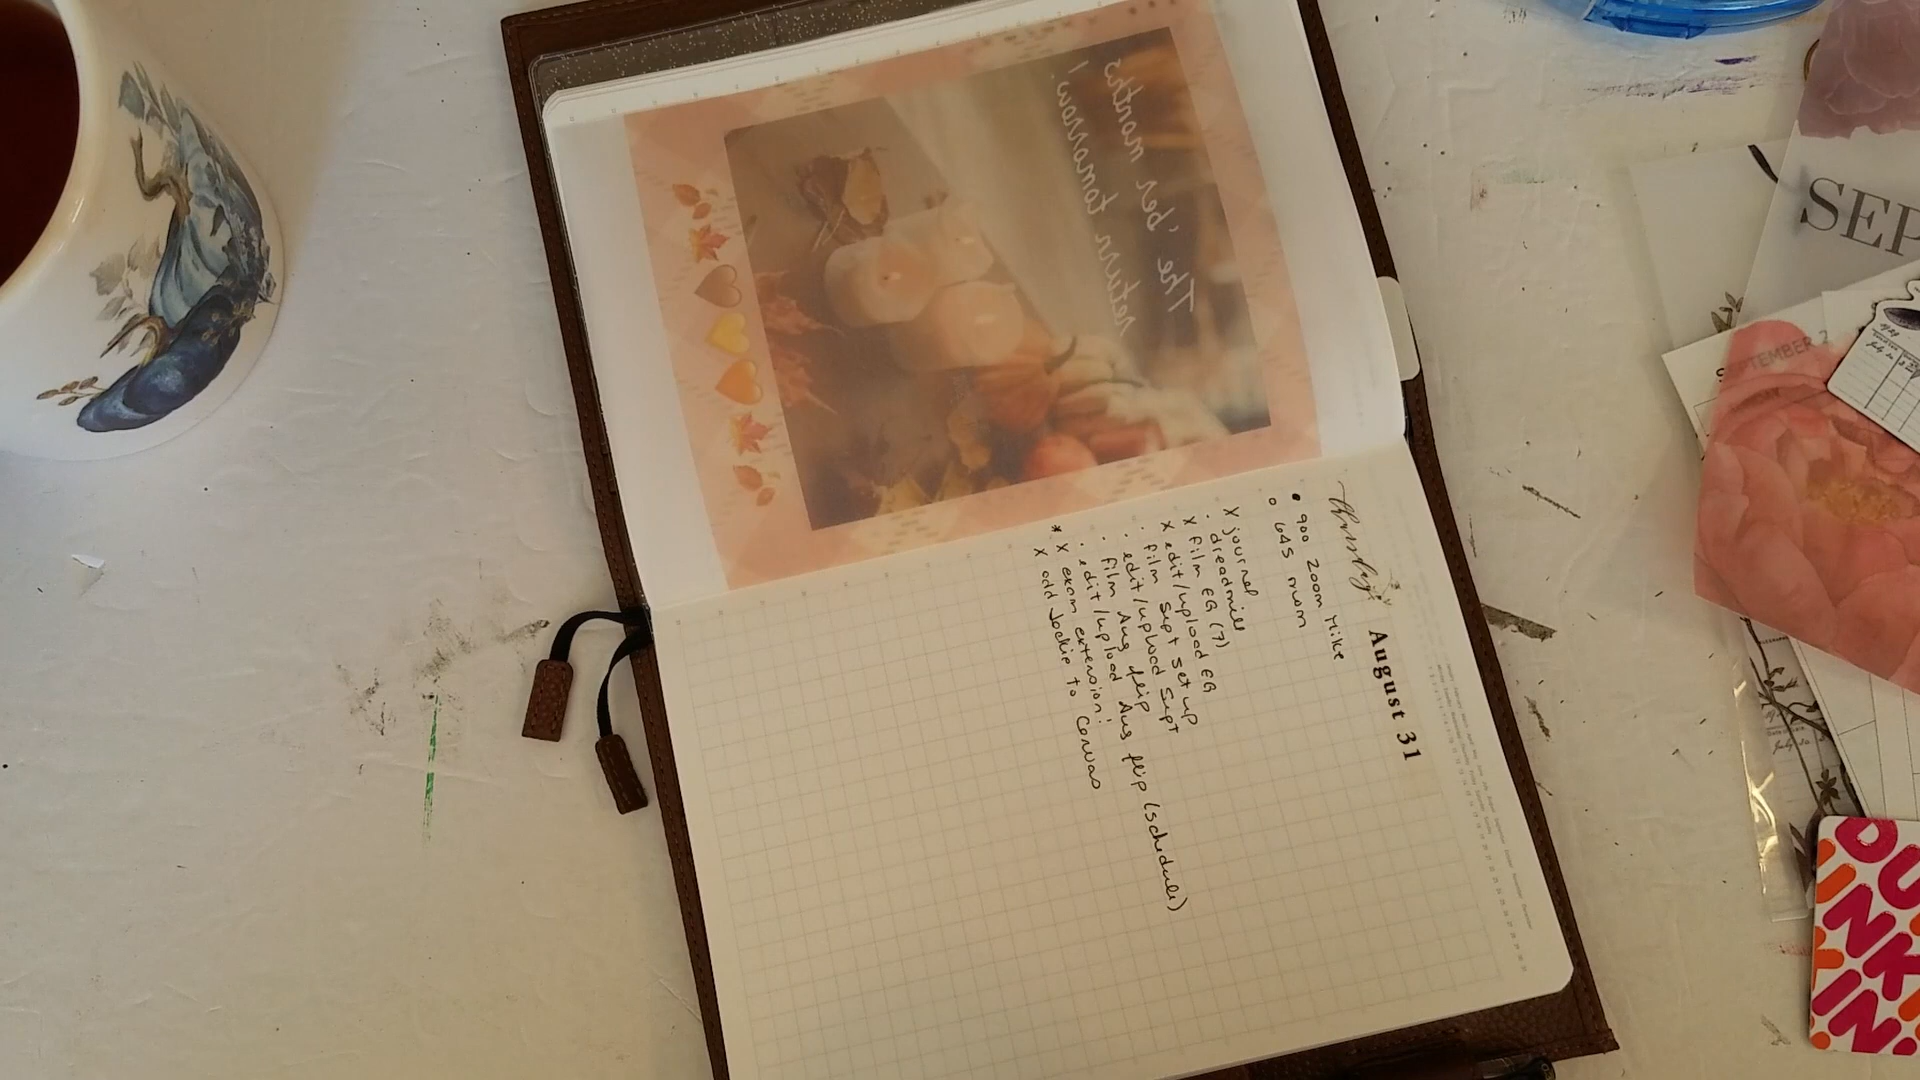 The 'ber months
return tomorrow!
Thursday
August 31
• 900 Zoom Mike
o 645 mom
X journal
· dreadmill
X film EG (7)
X edit/upload EG
· film Sept set up
· edit/upload Sept
· film Aug flip
· edit/upload Aug flip (schedule)
* X exam extension!
X add Jackie to Canvas
SEP
SEPTEMBER 2
DUNKIN'